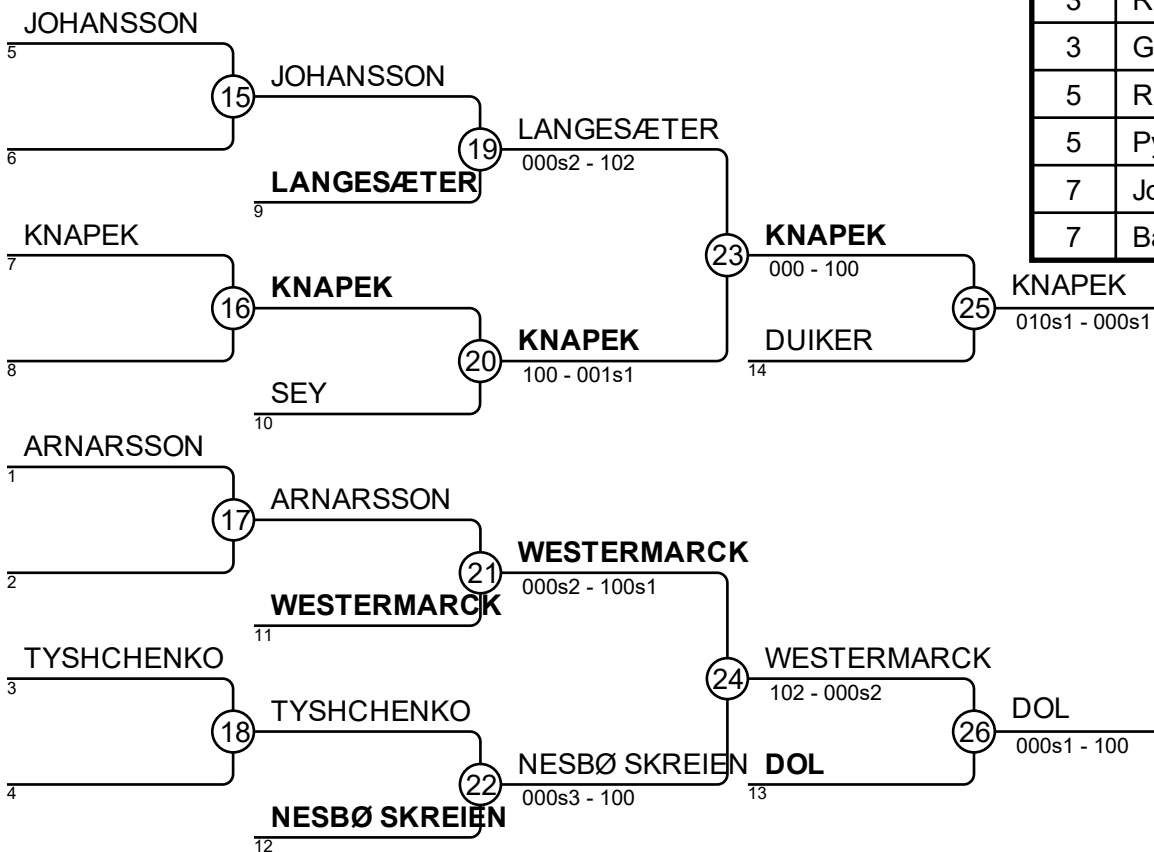 JOHANSSON
5
15
JOHANSSON
6
19
LANGESÆTER
000s2 - 102
LANGESÆTER
9
KNAPEK
7
16
KNAPEK
8
20
KNAPEK
100 - 001s1
SEY
10
23
KNAPEK
000 - 100
DUIKER
14
25
KNAPEK
010s1 - 000s1
ARNARSSON
1
17
ARNARSSON
2
21
WESTERMARCK
000s2 - 100s1
WESTERMARCK
11
TYSHCHENKO
3
18
TYSHCHENKO
4
22
NESBØ SKREIEN
000s3 - 100
NESBØ SKREIEN
12
24
WESTERMARCK
102 - 000s2
DOL
13
26
DOL
000s1 - 100
3 R
3 G
5 R
5
7
7